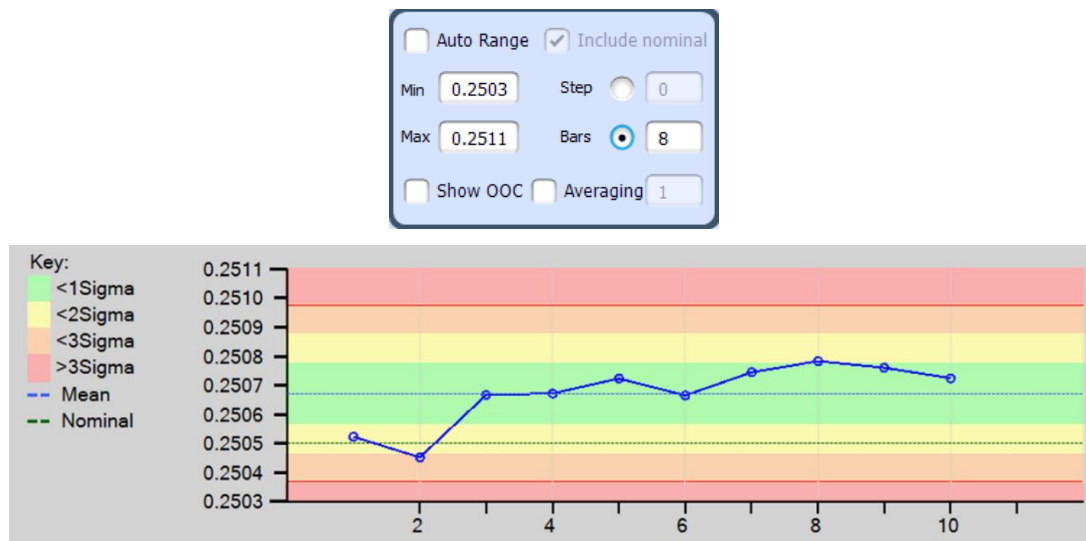 Auto Range Include nominal
Min 0.2503 Step 0
Max 0.2511 Bars 8
Show OOC Averaging 1
Key:
<1Sigma
<2Sigma
<3Sigma
>3Sigma
Mean
Nominal
0.2511
0.2510
0.2509
0.2508
0.2507
0.2506
0.2505
0.2504
0.2503
2 4 6 8 10